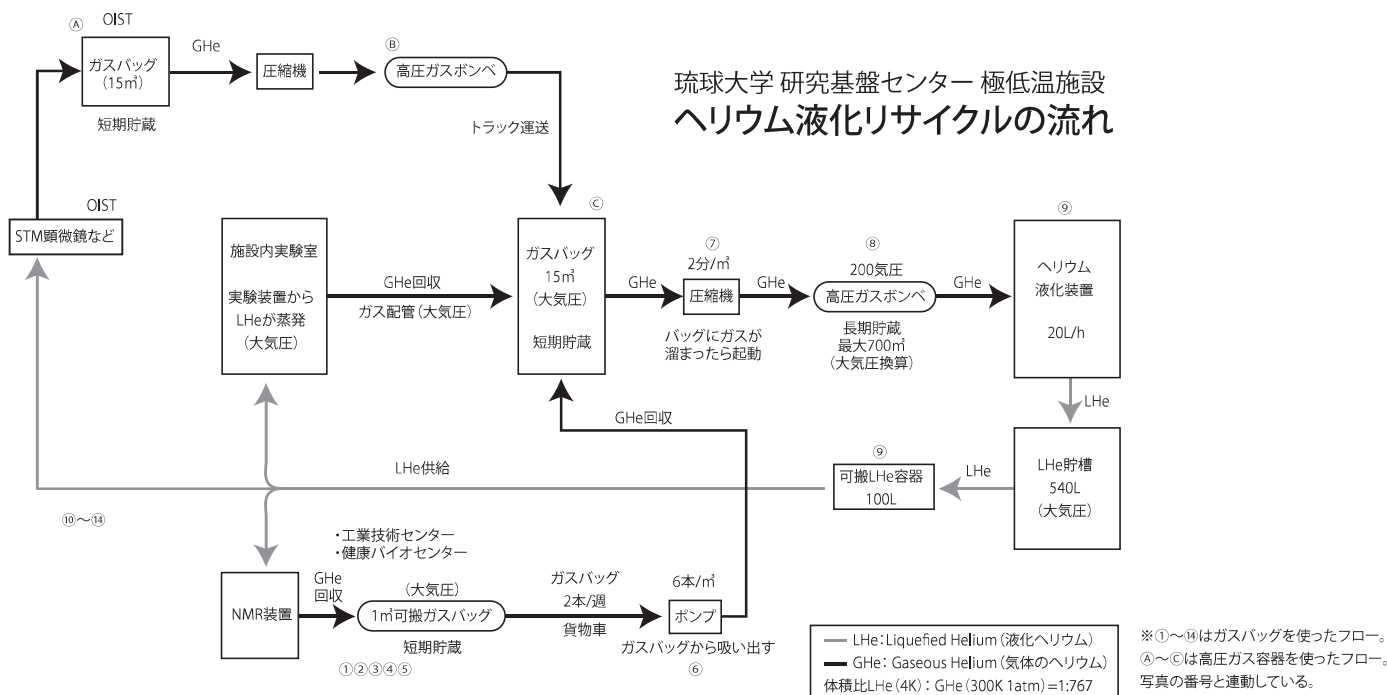 琉球大学 研究基盤センター 極低温施設
ヘリウム液化リサイクルの流れ
Ⓐ
OIST
ガスバッグ
(15㎥)
短期貯蔵
GHe
圧縮機
Ⓑ
高圧ガスボンベ
トラック運送
OIST
STM顕微鏡など
施設内実験室
実験装置から
LHeが蒸発
(大気圧)
GHe回収
ガス配管(大気圧)
Ⓒ
ガスバッグ
15㎥
(大気圧)
短期貯蔵
GHe
⑦
2分/㎥
圧縮機
バッグにガスが
溜まったら起動
GHe
⑧
200気圧
高圧ガスボンベ
長期貯蔵
最大700㎥
(大気圧換算)
GHe
⑨
ヘリウム
液化装置
20L/h
LHe
LHe貯槽
540L
(大気圧)
LHe
⑨
可搬LHe容器
100L
LHe供給
GHe回収
⑩～⑭
・工業技術センター
・健康バイオセンター
NMR装置
GHe
回収
(大気圧)
1㎥可搬ガスバッグ
短期貯蔵
①②③④⑤
ガスバッグ
2本/週
貨物車
6本/㎥
ポンプ
ガスバッグから吸い出す
⑥
LHe：Liquefied Helium(液化ヘリウム)
GHe：Gaseous Helium(気体のヘリウム)
体積比LHe(4K)：GHe(300K 1atm)=1:767
※①～⑭はガスバッグを使ったフロー。
Ⓐ～Ⓒは高圧ガス容器を使ったフロー。
写真の番号と連動している。